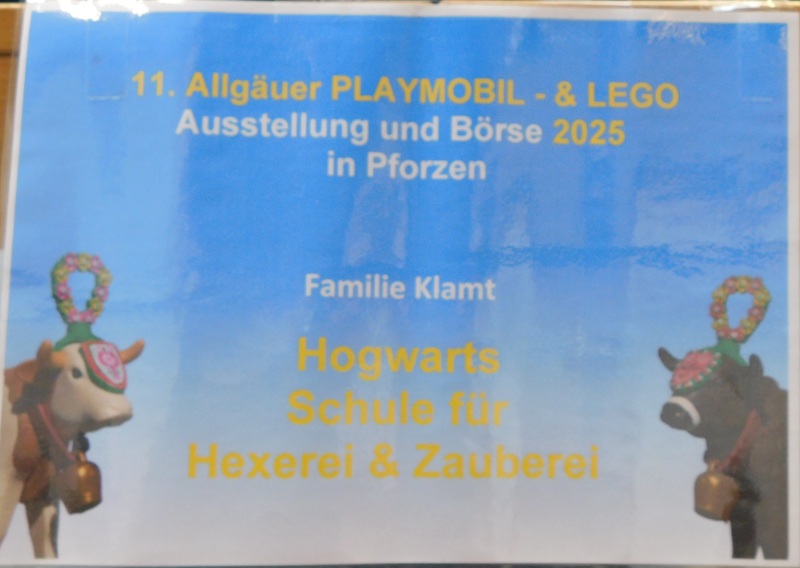 11. Allgäuer PLAYMOBIL - & LEGO
Ausstellung und Börse 2025
in Pforzen
Familie Klamt
Hogwarts
Schule für
Hexerei & Zauberei